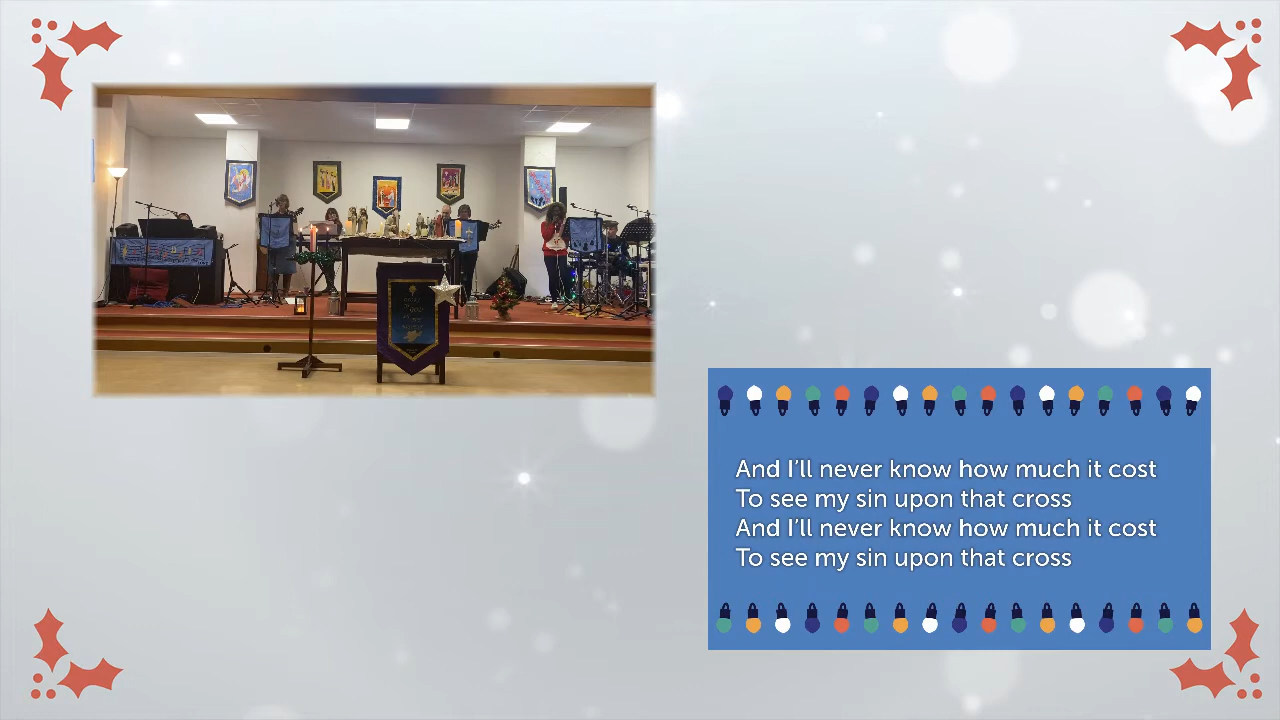 And I'll never know how much it cost
To see my sin upon that cross
And I'll never know how much it cost
To see my sin upon that cross